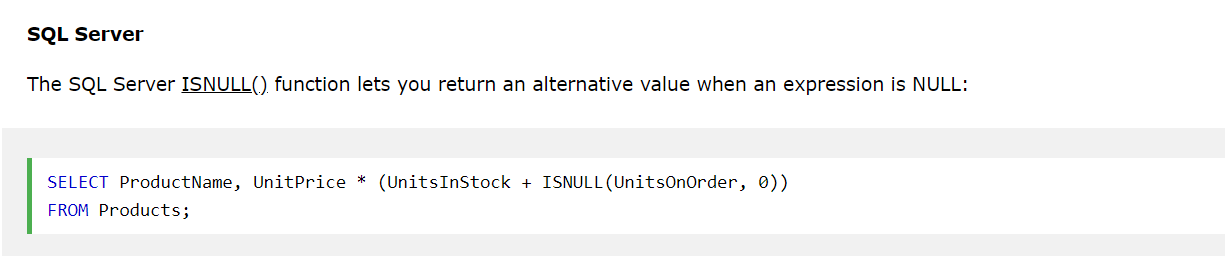 SQL Server
The SQL Server ISNULL() function lets you return an alternative value when an expression is NULL:
SELECT ProductName, UnitPrice * (UnitsInStock + ISNULL(UnitsOnOrder, 0))
FROM Products;